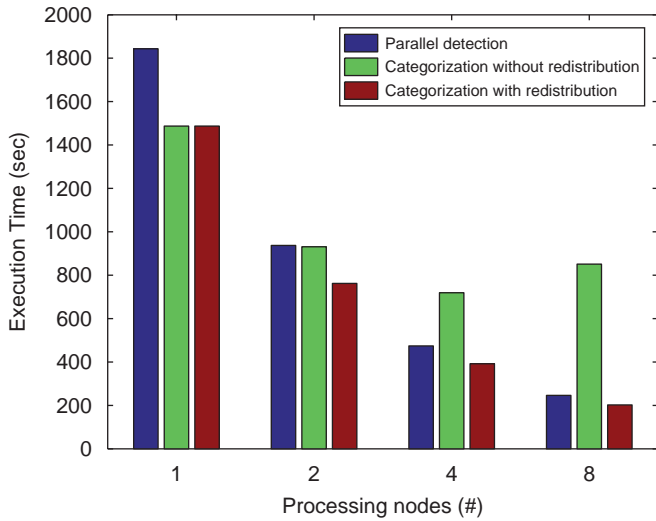 2000
1800
1600
1400
1200
1000
800
600
400
200
0
Execution Time (sec)
Parallel detection
Categorization without redistribution
Categorization with redistribution
1 2 4 8
Processing nodes (#)